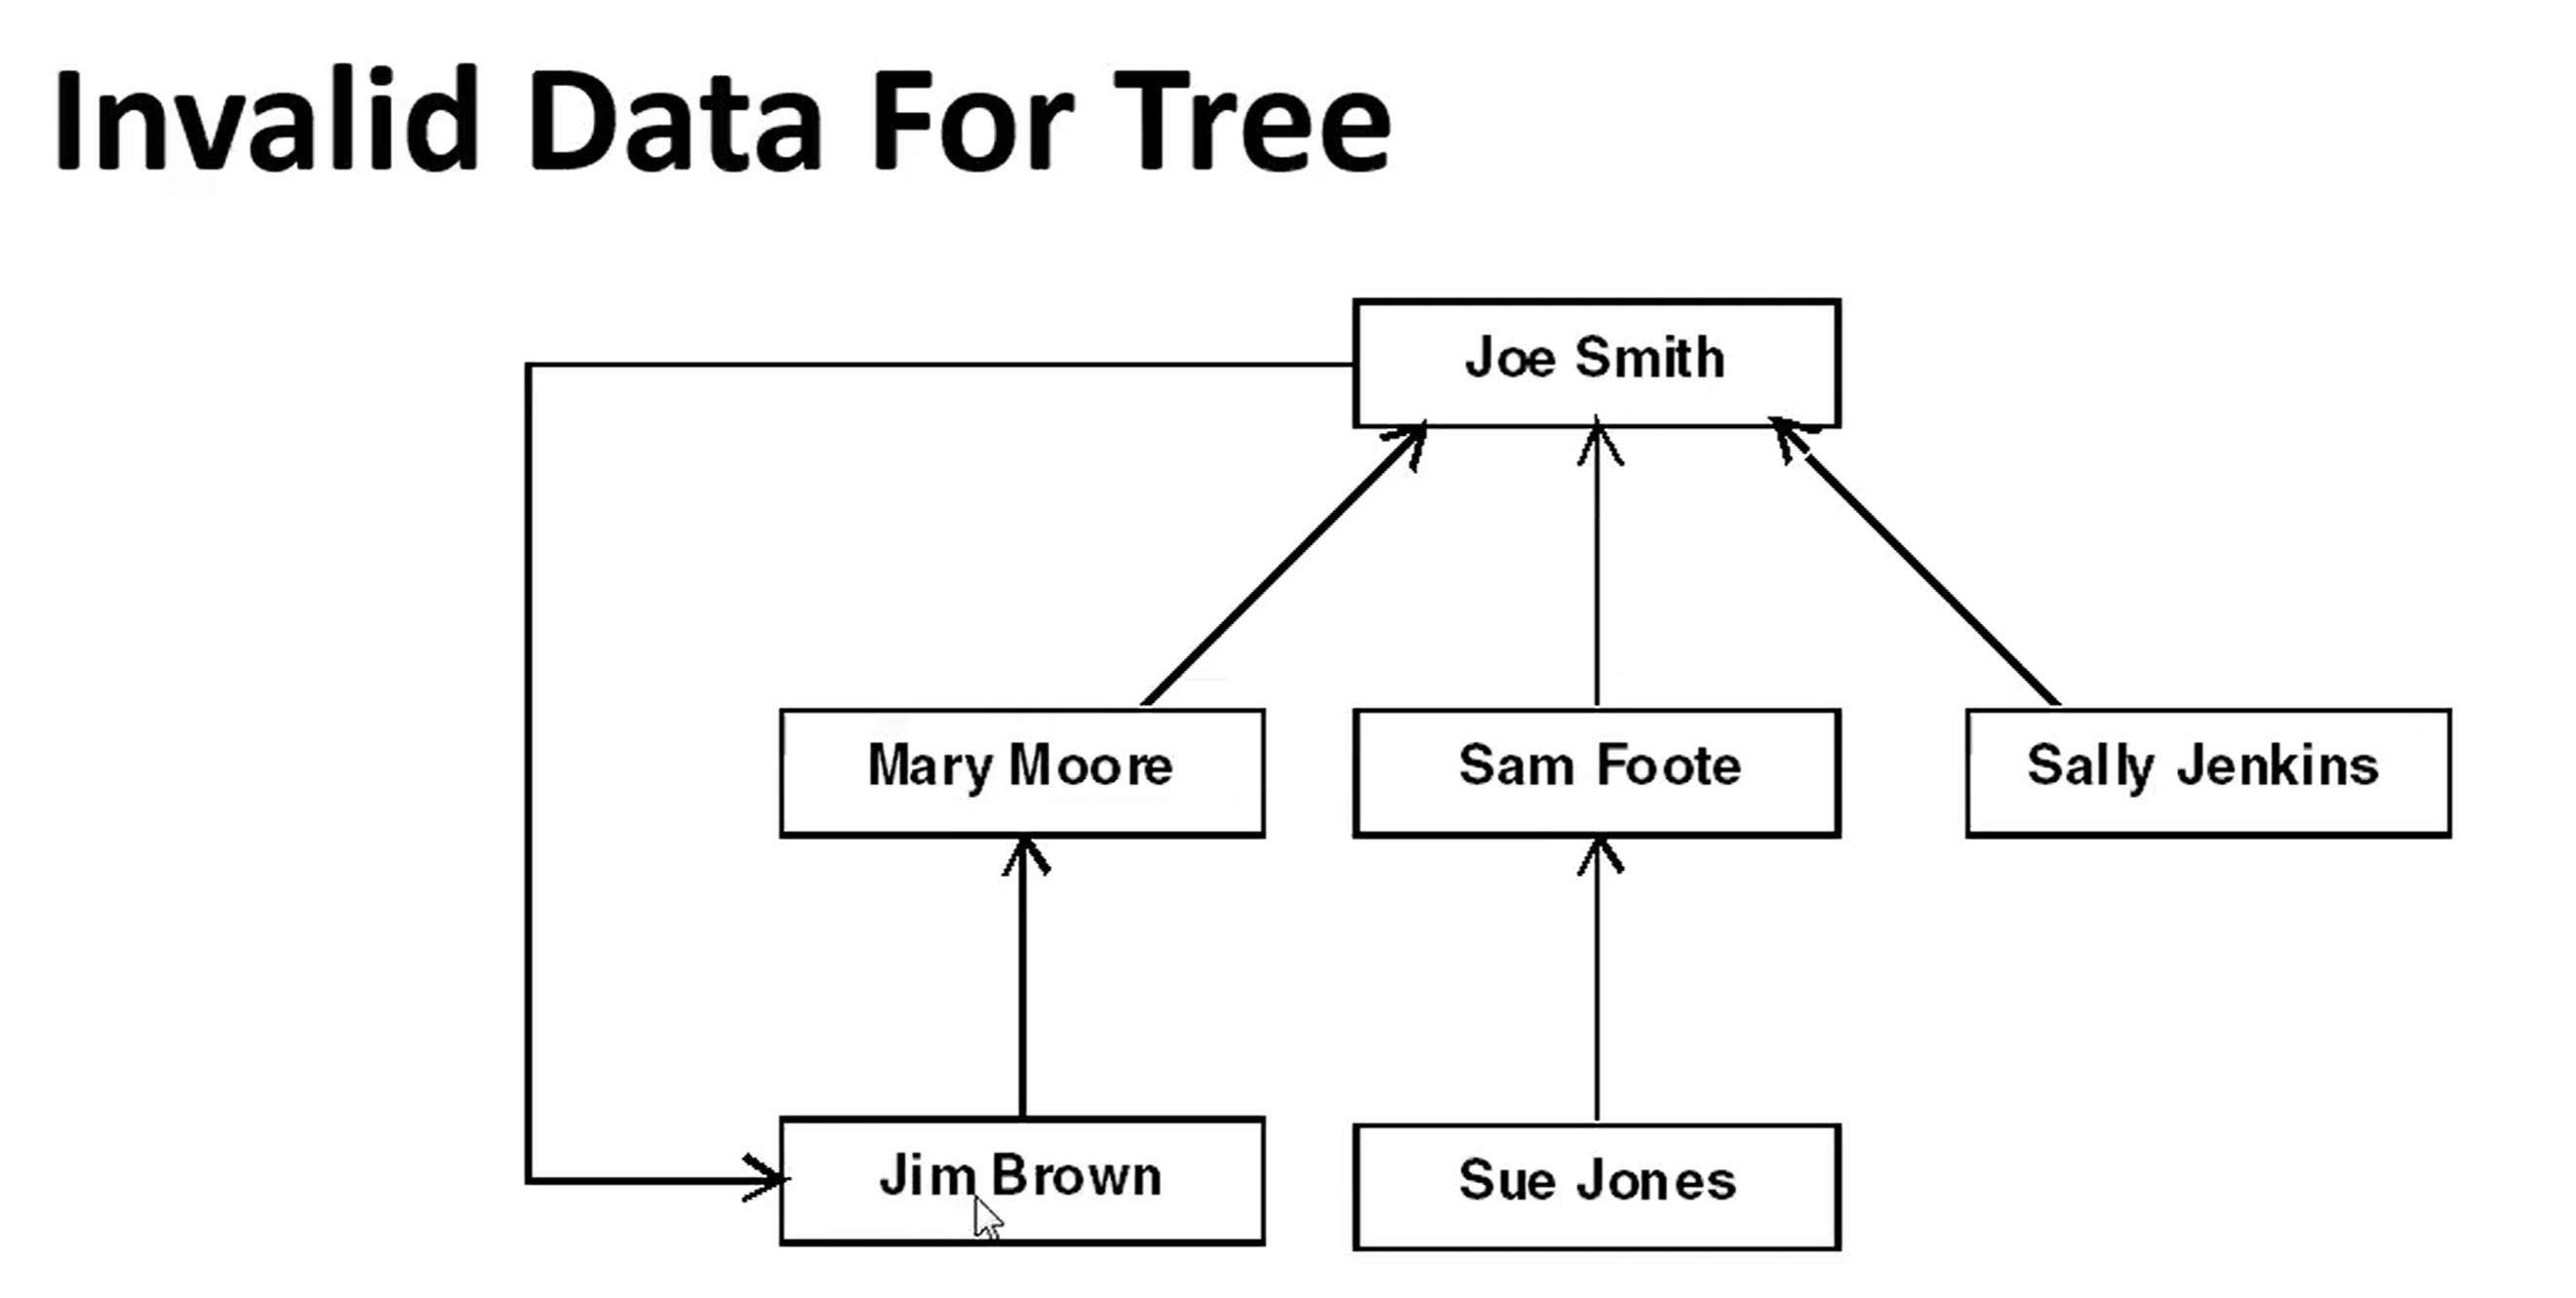 Invalid Data For Tree
Joe Smith
Mary Moore
Sam Foote
Sally Jenkins
Jim Brown
Sue Jones